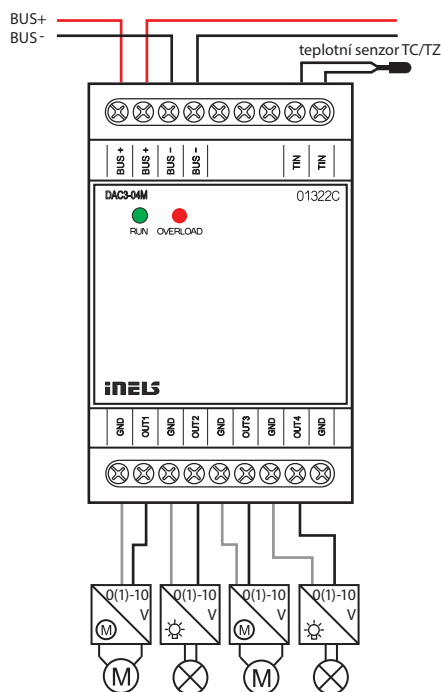 BUS+
BUS-
teplotní senzor TC/TZ
BUS + BUS + BUS - BUS - TIN TIN
DAC3-04M 01322C
RUN OVERLOAD
iNELS
GND OUT1 GND OUT2 GND OUT3 GND OUT4 GND
0(1)-10 V 0(1)-10 V 0(1)-10 V 0(1)-10 V
M M
M M